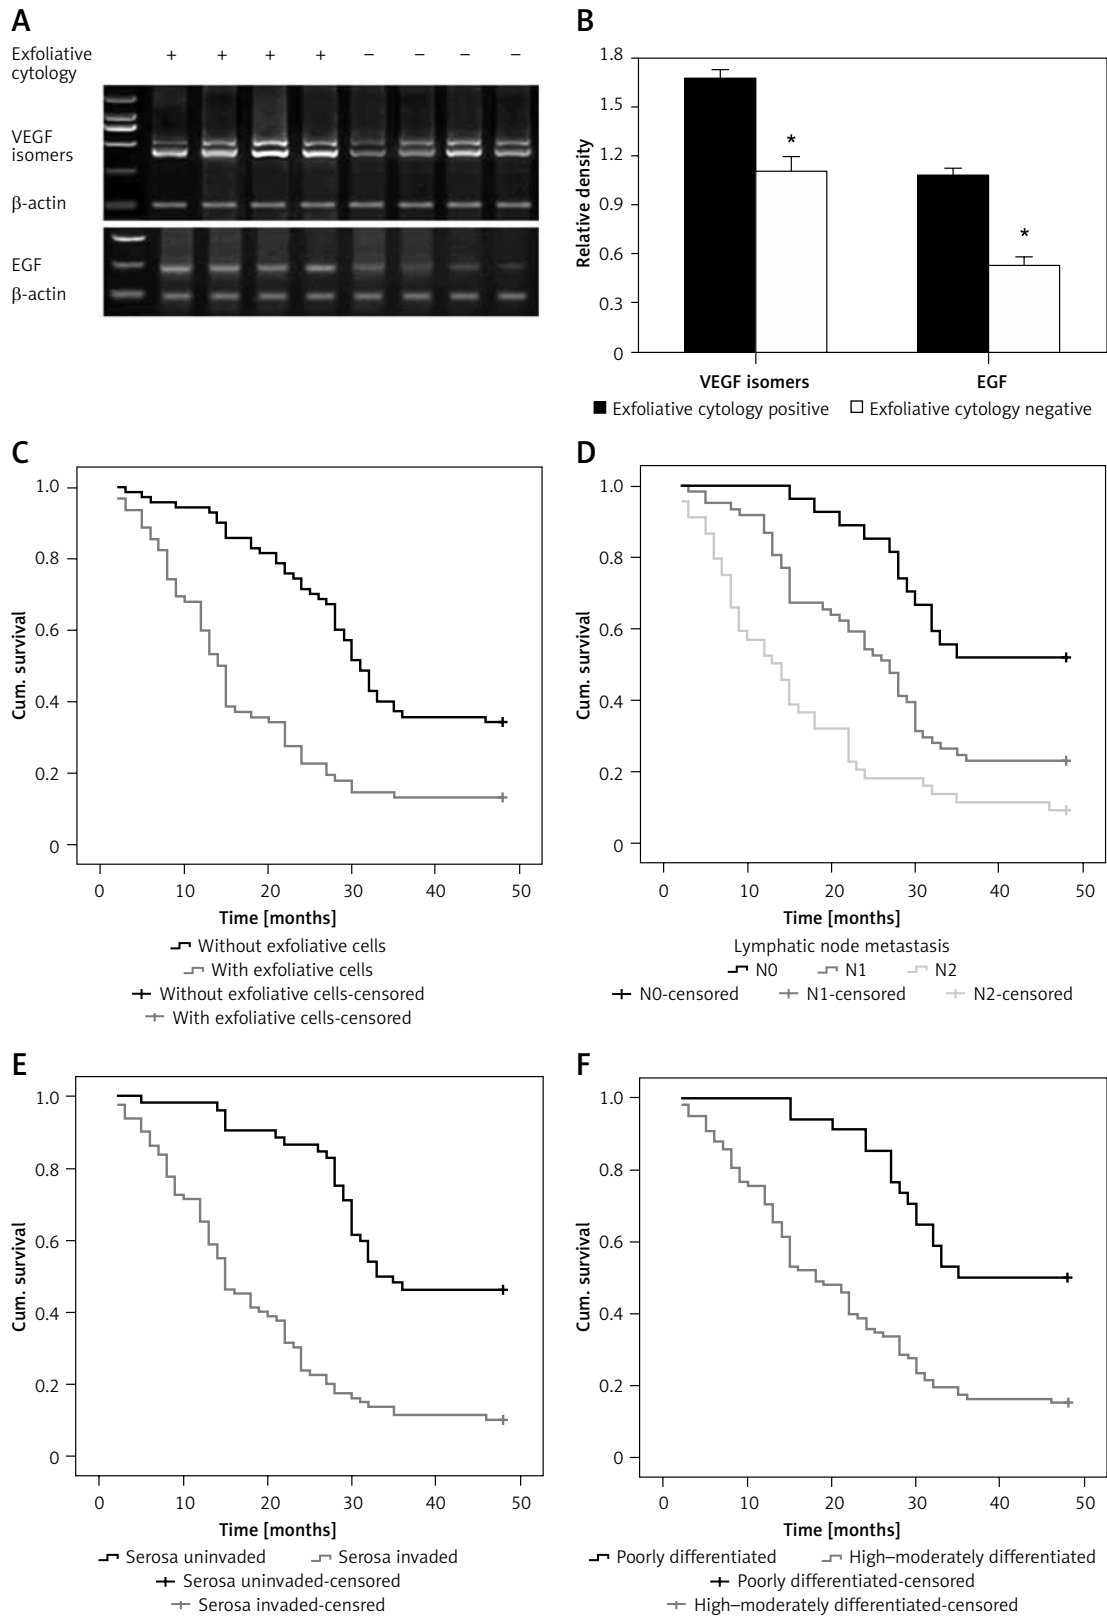 A
Exfoliative
cytology
+ + + + – – – –
VEGF
isomers
β-actin
EGF
β-actin
B
Relative density
1.8
1.5
1.2
0.9
0.6
0.3
0
*
*
VEGF isomers EGF
Exfoliative cytology positive Exfoliative cytology negative
C
Cum. survival
1.0
0.8
0.6
0.4
0.2
0
0 10 20 30 40 50
Time [months]
Without exfoliative cells
With exfoliative cells
Without exfoliative cells-censored
With exfoliative cells-censored
D
Cum. survival
1.0
0.8
0.6
0.4
0.2
0
0 10 20 30 40 50
Time [months]
Lymphatic node metastasis
N0 N1 N2
N0-censored N1-censored N2-censored
E
Cum. survival
1.0
0.8
0.6
0.4
0.2
0
0 10 20 30 40 50
Time [months]
Serosa uninvaded Serosa invaded
Serosa uninvaded-censored
Serosa invaded-censred
F
Cum. survival
1.0
0.8
0.6
0.4
0.2
0
0 10 20 30 40 50
Time [months]
Poorly differentiated High–moderately differentiated
Poorly differentiated-censored
High–moderately differentiated-censored